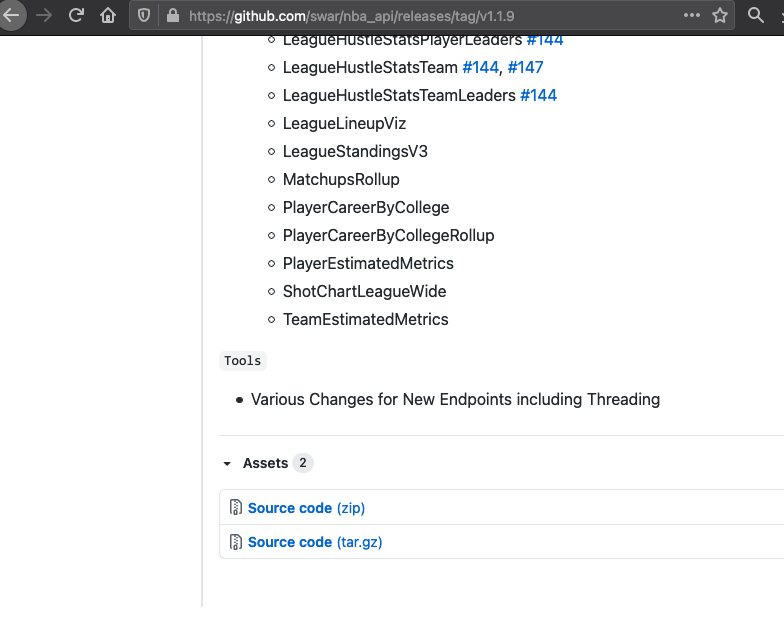 https://github.com/swar/nba_api/releases/tag/v1.1.9
LeagueHustleStatsPlayerLeaders #144
LeagueHustleStatsTeam #144, #147
LeagueHustleStatsTeamLeaders #144
LeagueLineupViz
LeagueStandingsV3
MatchupsRollup
PlayerCareerByCollege
PlayerCareerByCollegeRollup
PlayerEstimatedMetrics
ShotChartLeagueWide
TeamEstimatedMetrics
Tools
Various Changes for New Endpoints including Threading
Assets 2
Source code (zip)
Source code (tar.gz)